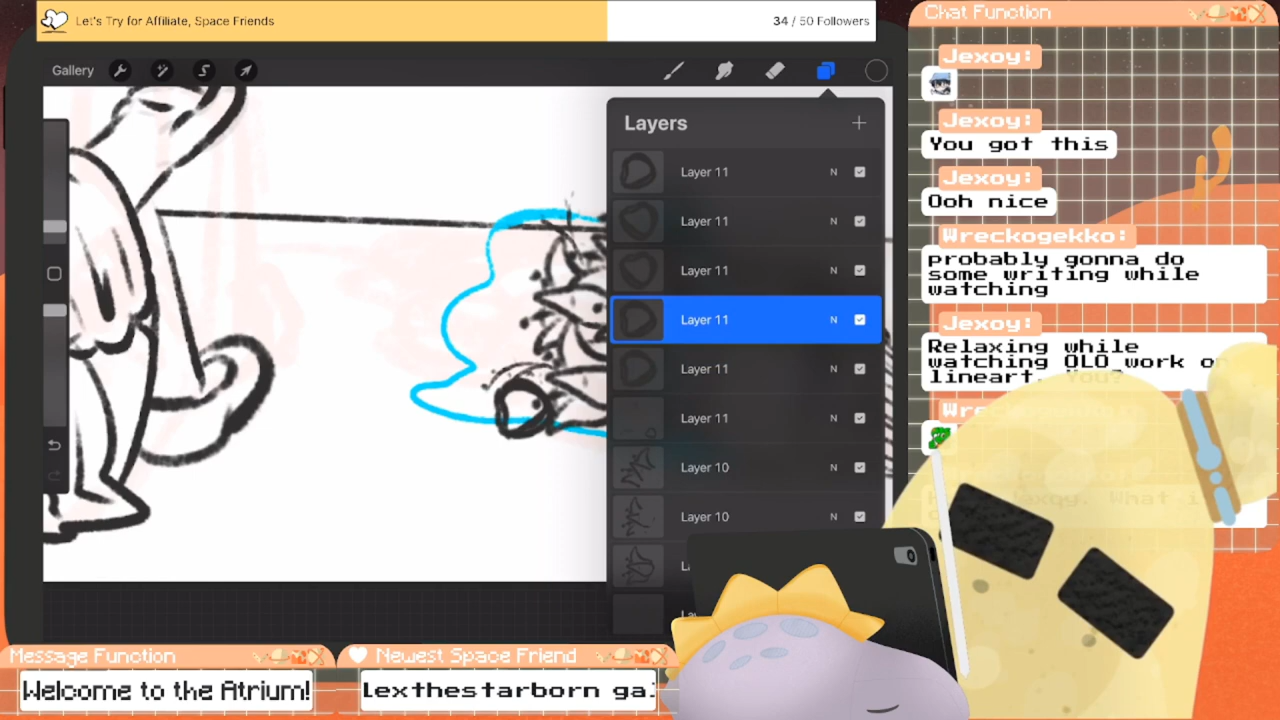 Let's Try for Affiliate, Space Friends
34 / 50 Followers
Gallery
Layers
Layer 11 N
Layer 11 N
Layer 11 N
Layer 11 N
Layer 11 N
Layer 11 N
Layer 10 N
Layer 10 N
Chat Function
Jexoy:
Jexoy:
You got this
Jexoy:
Ooh nice
Wreckogekko:
probably gonna do
some writing while
watching
Jexoy:
Relaxing while
watching OLO work on
lineart. You?
Message Function
Welcome to the Atrium!
Newest Space Friend
lexthestarborn ga